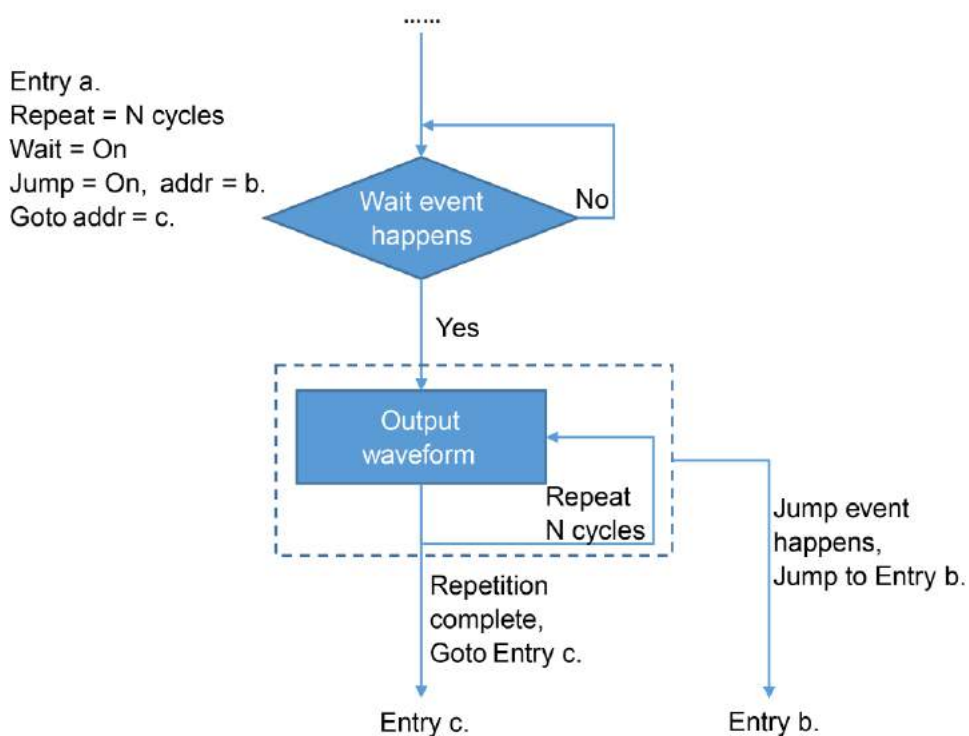 ......
Entry a.
Repeat = N cycles
Wait = On
Jump = On, addr = b.
Goto addr = c.
Wait event
happens
No
Yes
Output
waveform
Repeat
N cycles
Jump event
happens,
Jump to Entry b.
Repetition
complete,
Goto Entry c.
Entry c.
Entry b.